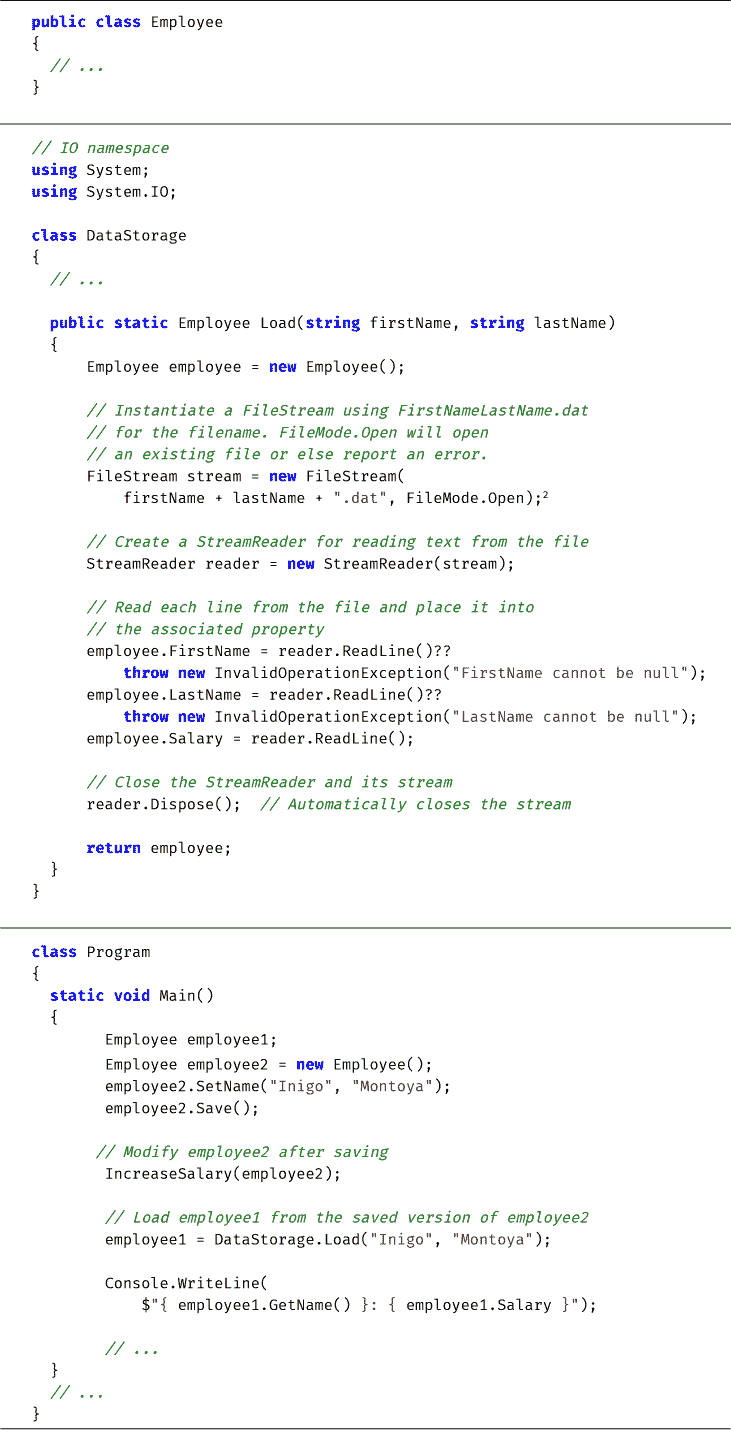 public class Employee
{
  // ...
}
// IO namespace
using System;
using System.IO;
class DataStorage
{
  // ...
  public static Employee Load(string firstName, string lastName)
  {
      Employee employee = new Employee();
      // Instantiate a FileStream using FirstNameLastName.dat
      // for the filename. FileMode.Open will open
      // an existing file or else report an error.
      FileStream stream = new FileStream(
          firstName + lastName + ".dat", FileMode.Open);²
      // Create a StreamReader for reading text from the file
      StreamReader reader = new StreamReader(stream);
      // Read each line from the file and place it into
      // the associated property
      employee.FirstName = reader.ReadLine()??
          throw new InvalidOperationException("FirstName cannot be null");
      employee.LastName = reader.ReadLine()??
          throw new InvalidOperationException("LastName cannot be null");
      employee.Salary = reader.ReadLine();
      // Close the StreamReader and its stream
      reader.Dispose();  // Automatically closes the stream
      return employee;
  }
}
class Program
{
  static void Main()
  {
        Employee employee1;
        Employee employee2 = new Employee();
        employee2.SetName("Inigo", "Montoya");
        employee2.Save();
       // Modify employee2 after saving
        IncreaseSalary(employee2);
        // Load employee1 from the saved version of employee2
        employee1 = DataStorage.Load("Inigo", "Montoya");
        Console.WriteLine(
            $"{ employee1.GetName() }: { employee1.Salary }");
        // ...
  }
  // ...
}